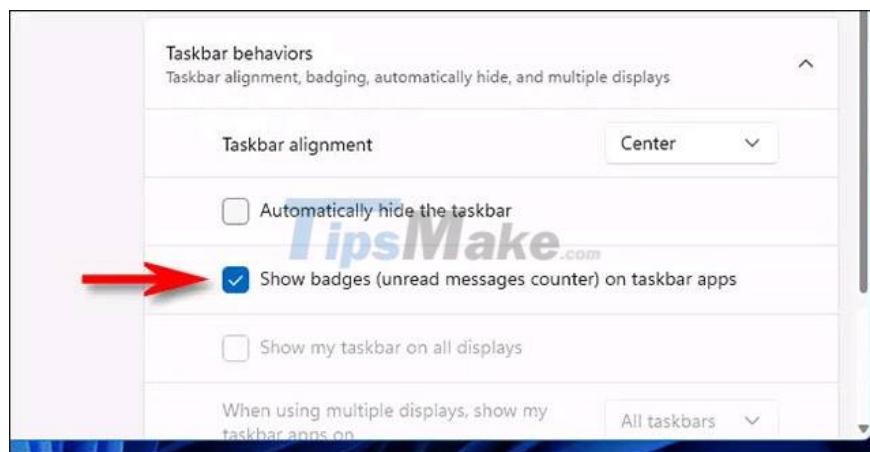 Taskbar behaviors
Taskbar alignment, badging, automatically hide, and multiple displays
Taskbar alignment
Center
Automatically hide the taskbar
TipsMake.com
Show badges (unread messages counter) on taskbar apps
Show my taskbar on all displays
When using multiple displays, show my
taskbar apps on
All taskbars